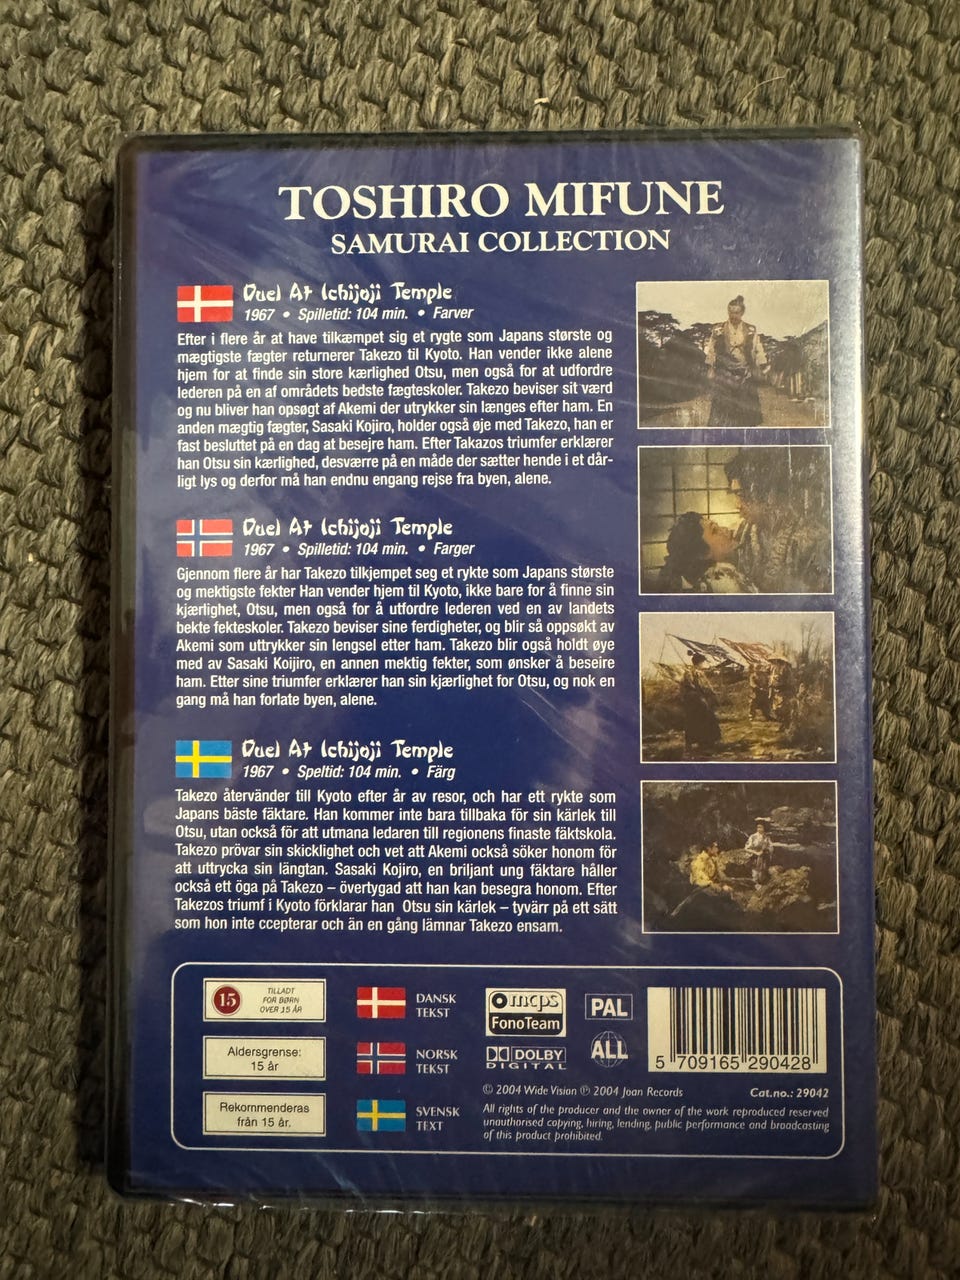 TOSHIRO MIFUNE
SAMURAI COLLECTION
Duel At Ichijoji Temple
1967 • Spilletid: 104 min. • Farver
Efter i flere år at have tilkæmpet sig et rygte som Japans største og
mægtigste fægter returnerer Takezo til Kyoto. Han vender ikke alene
hjem for at finde sin store kærlighed Otsu, men også for at udfordre
lederen på en af områdets bedste fægteskoler. Takezo beviser sit værd
og nu bliver han opsøgt af Akemi der utrykker sin længes efter ham. En
anden mægtig fægter, Sasaki Kojiro, holder også øje med Takezo, han er
fast besluttet på en dag at besejre ham. Efter Takazos triumfer erklærer
han Otsu sin kærlighed, desværre på en måde der sætter hende i et dår-
ligt lys og derfor må han endnu engang rejse fra byen, alene.
Duel At Ichijoji Temple
1967 • Spilletid: 104 min. • Farger
Gjennom flere år har Takezo tilkjempet seg et rykte som Japans største
og mektigste fekter Han vender hjem til Kyoto, ikke bare for å finne sin
kjærlighet, Otsu, men også for å utfordre lederen ved en av landets
bekte fekteskoler. Takezo beviser sine ferdigheter, og blir så oppsøkt av
Akemi som uttrykker sin lengsel etter ham. Takezo blir også holdt øye
med av Sasaki Koijiro, en annen mektig fekter, som ønsker å beseire
ham. Etter sine triumfer erklærer han sin kjærlighet for Otsu, og nok en
gang må han forlate byen, alene.
Duel At Ichijoji Temple
1967 • Speltid: 104 min. • Färg
Takezo återvänder till Kyoto efter år av resor, och har ett rykte som
Japans bäste fäktare. Han kommer inte bara tillbaka för sin kärlek till
Otsu, utan också för att utmana ledaren till regionens finaste fäktskola.
Takezo prövar sin skicklighet och vet att Akemi också söker honom för
att uttrycka sin längtan. Sasaki Kojiro, en briljant ung fäktare håller
också ett öga på Takezo – övertygad att han kan besegra honom. Efter
Takezos triumf i Kyoto förklarar han Otsu sin kärlek – tyvärr på ett sätt
som hon inte ccepterar och än en gång lämnar Takezo ensam.
15 TILLADT
FOR BØRN
OVER 15 ÅR
Aldersgrense:
15 år
Rekommenderas
från 15 år.
DANSK
TEKST
NORSK
TEKST
SVENSK
TEXT
mcps
FonoTeam
DOLBY
DIGITAL
PAL
ALL
5 709165 290428
© 2004 Wide Vision ℗ 2004 Joan Records Cat.no.: 29042
All rights of the producer and the owner of the work reproduced reserved
unauthorised copying, hiring, lending, public performance and broadcasting
of this product prohibited.